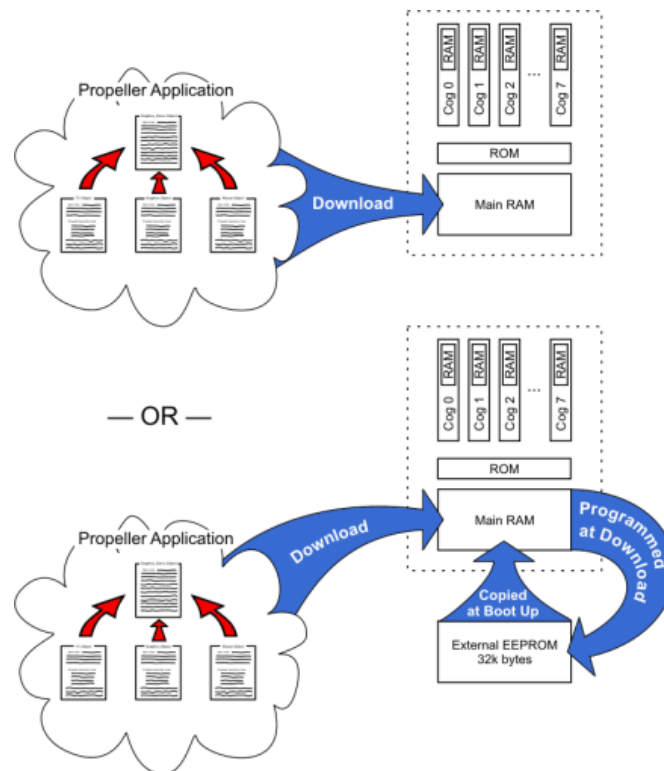 Propeller Application
RAM
RAM
RAM
RAM
Cog 0
Cog 1
Cog 2
...
Cog 7
ROM
Download
Main RAM
— OR —
RAM
RAM
RAM
RAM
Cog 0
Cog 1
Cog 2
...
Cog 7
ROM
Propeller Application
Download
Main RAM
Programmed
at Download
Copied
at Boot Up
External EEPROM
32k bytes